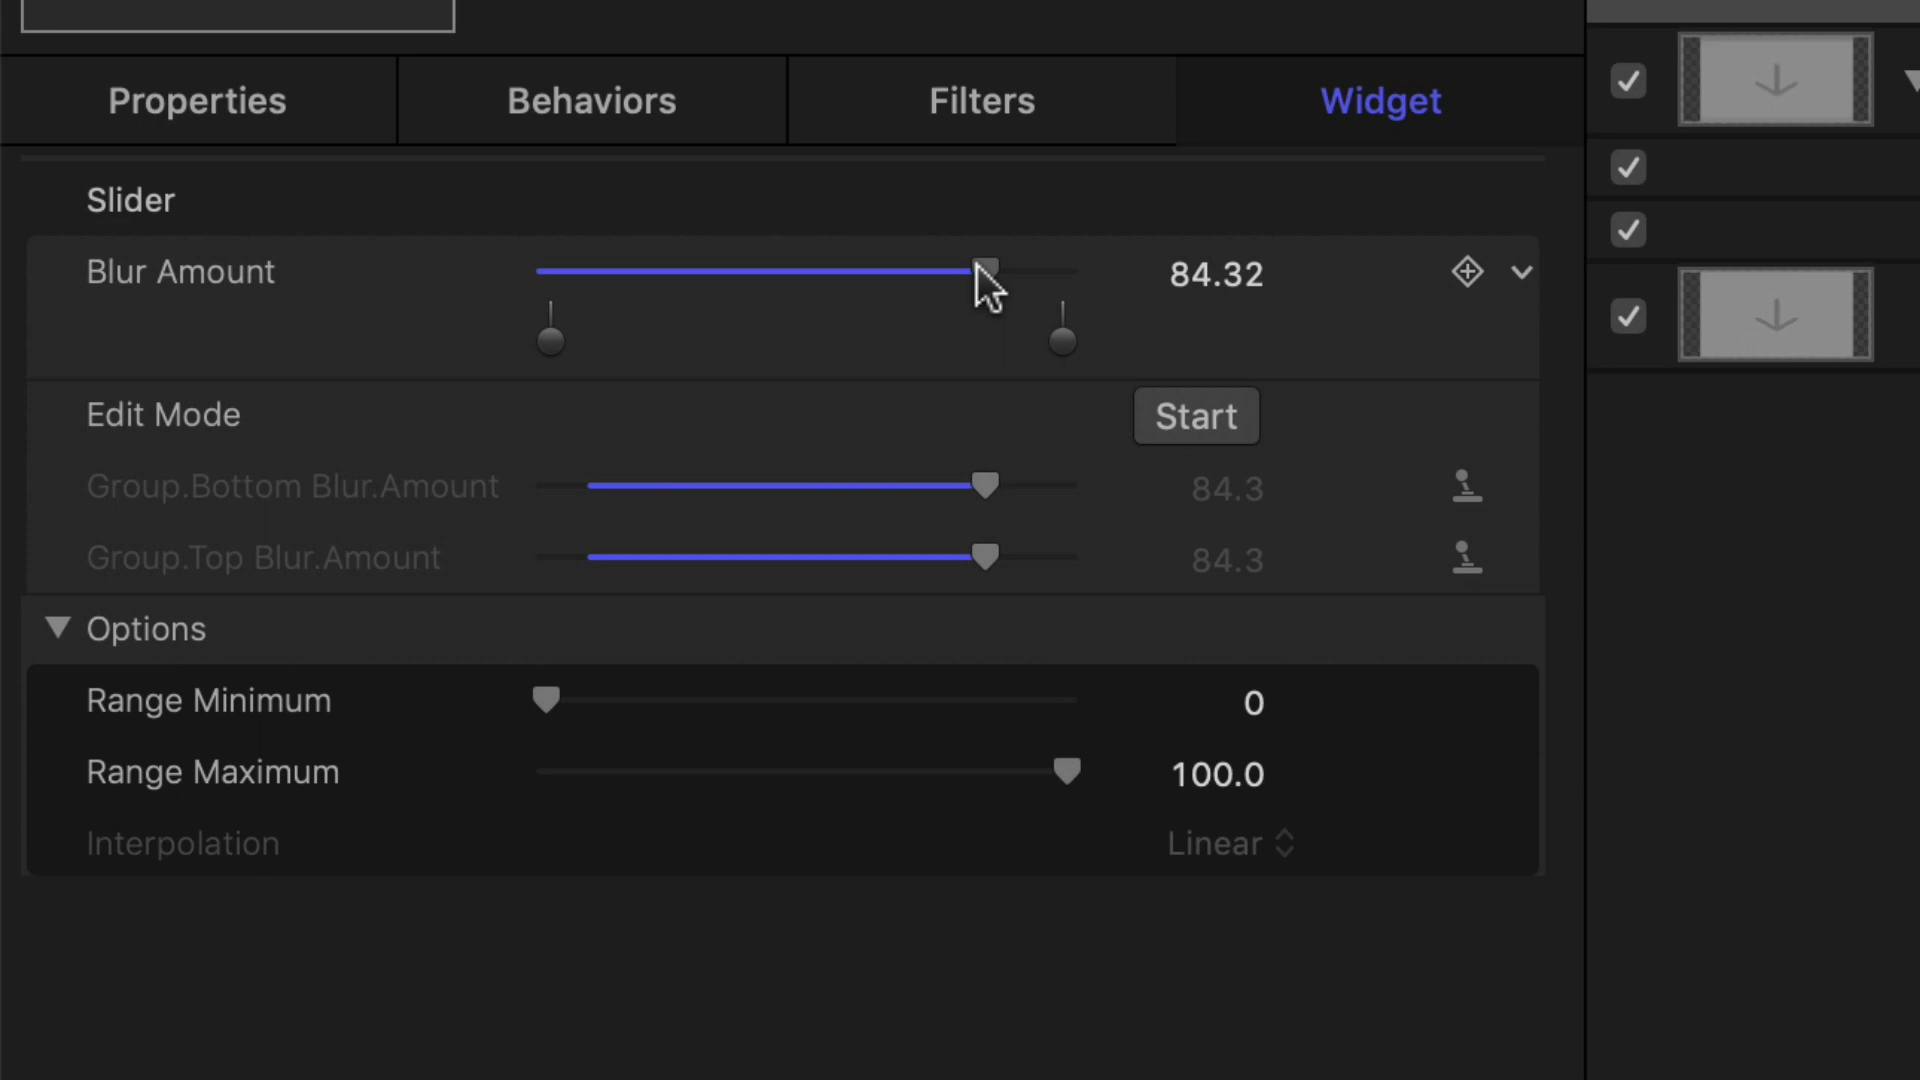 Properties Behaviors Filters Widget
Slider
Blur Amount 84.32
Edit Mode Start
Group.Bottom Blur.Amount 84.3
Group.Top Blur.Amount 84.3
Options
Range Minimum 0
Range Maximum 100.0
Interpolation Linear